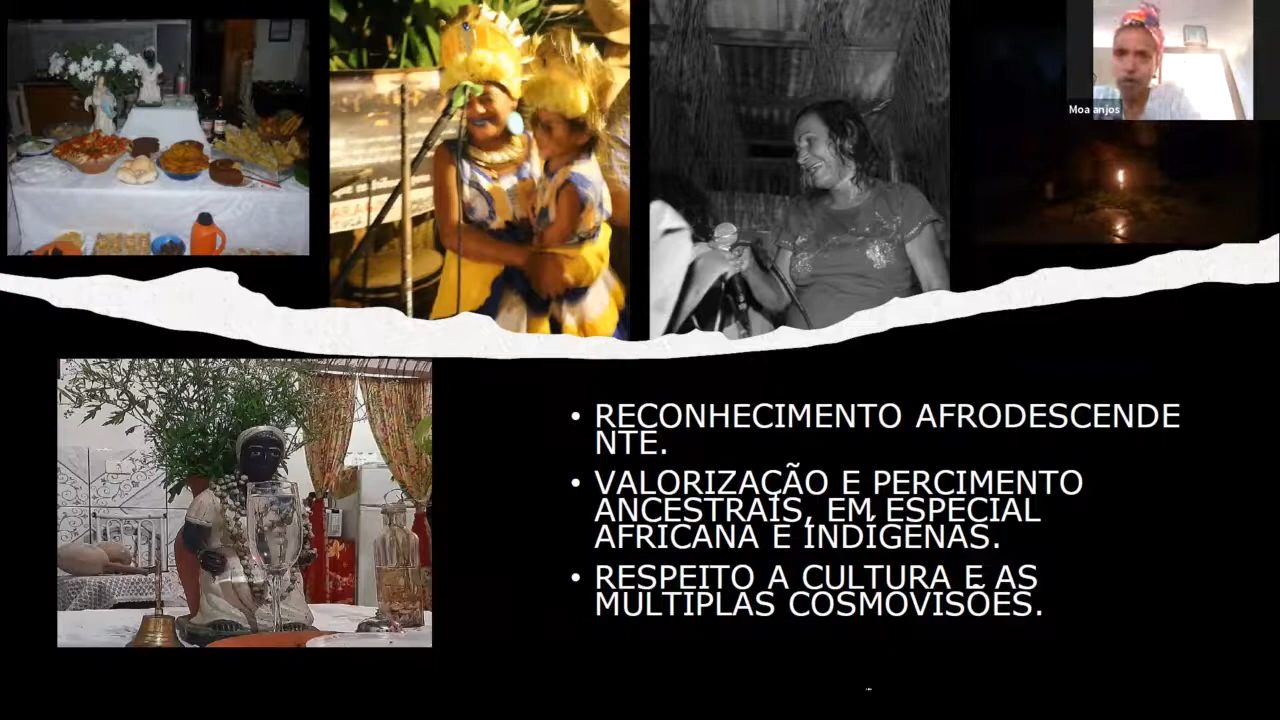 Moa anjos
• RECONHECIMENTO AFRODESCENDE
NTE.
• VALORIZAÇÃO E PERCIMENTO
ANCESTRAIS, EM ESPECIAL
AFRICANA E INDÍGENAS.
• RESPEITO A CULTURA E AS
MULTIPLAS COSMOVISÕES.